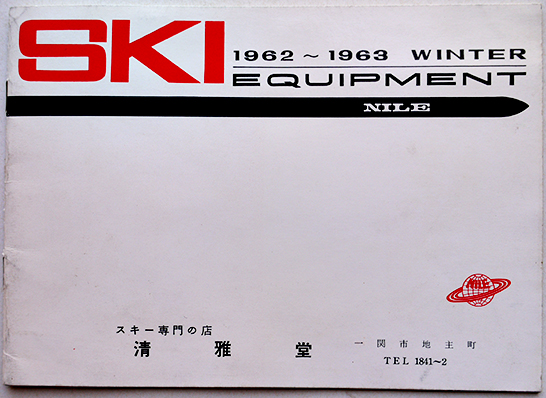 SKI
1962~1963 WINTER
EQUIPMENT
NILE
NILE
スキー専門の店
清雅堂
一関市地主町
TEL 1841~2